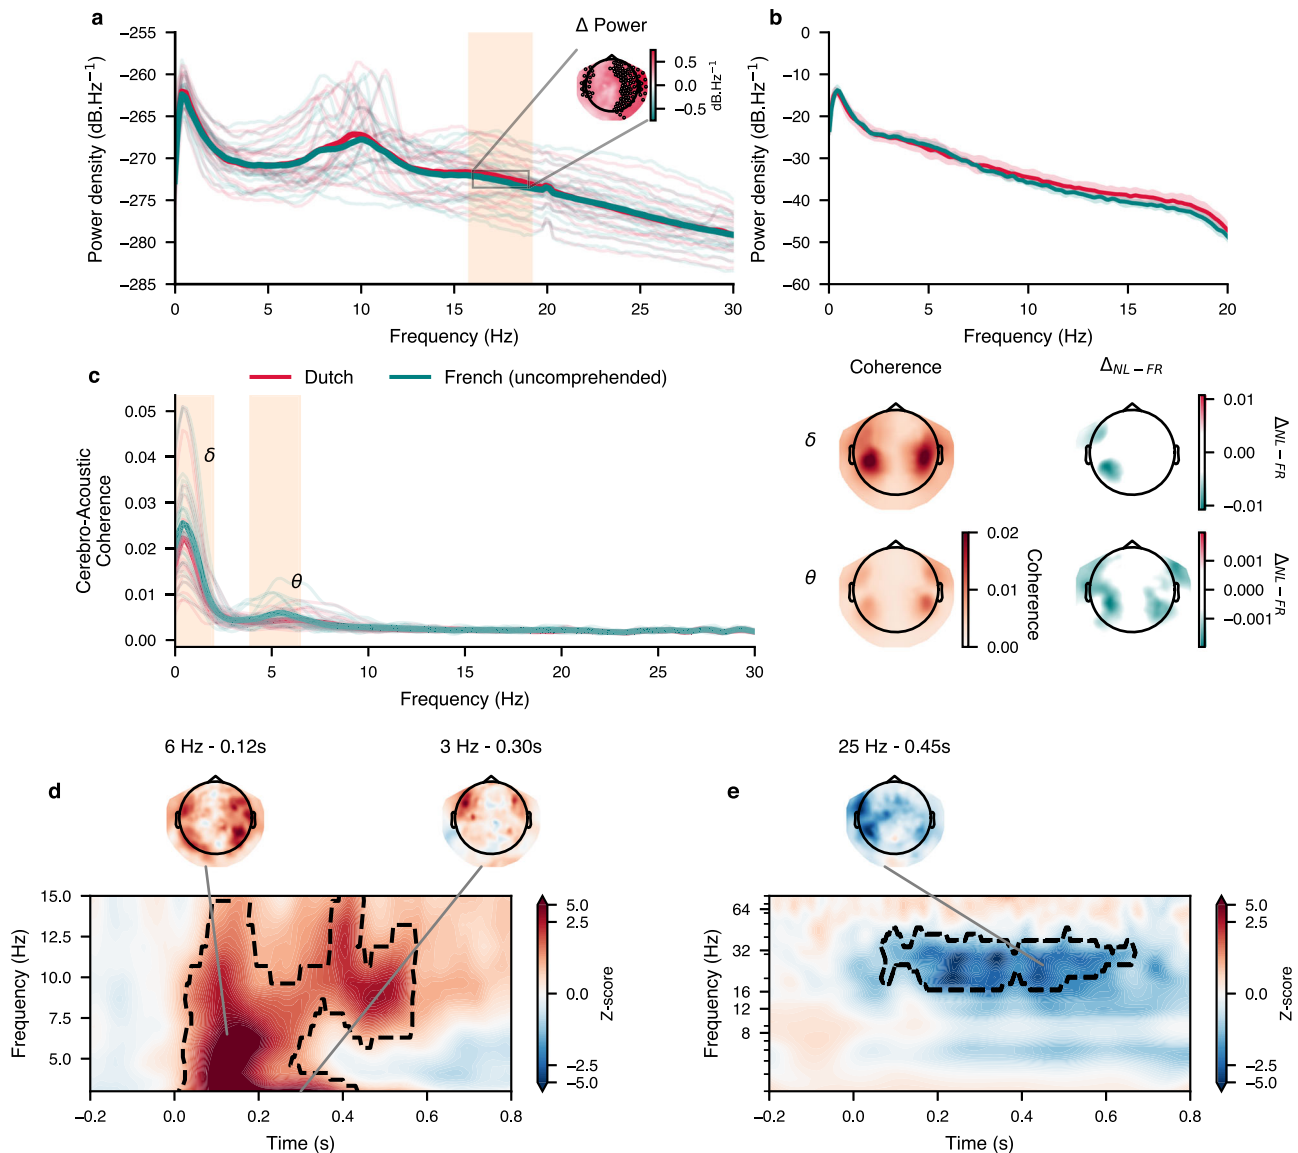 a
Δ Power
b
−255
−260
−265
−270
−275
−280
−285
Power density (dB.Hz⁻¹)
0.5
0.0
−0.5
dB.Hz⁻¹
0
5
10
15
20
25
30
Frequency (Hz)
0
−10
−20
−30
−40
−50
−60
Power density (dB.Hz⁻¹)
0
5
10
15
20
Frequency (Hz)
c
Dutch
French (uncomprehended)
0.05
0.04
0.03
0.02
0.01
0.00
Cerebro-Acoustic
Coherence
δ
θ
0
5
10
15
20
25
30
Frequency (Hz)
Coherence
Δ_NL − FR
δ
0.01
0.00
−0.01
Δ_NL − FR
θ
0.02
0.01
0.00
Coherence
0.001
0.000
−0.001
Δ_NL − FR
6 Hz - 0.12s
3 Hz - 0.30s
25 Hz - 0.45s
d
15.0
12.5
10.0
7.5
5.0
Frequency (Hz)
−0.2
0.0
0.2
0.4
0.6
0.8
Time (s)
5.0
2.5
0.0
−2.5
−5.0
Z-score
e
64
32
16
8
Frequency (Hz)
−0.2
0.0
0.2
0.4
0.6
0.8
Time (s)
5.0
2.5
0.0
−2.5
−5.0
Z-score